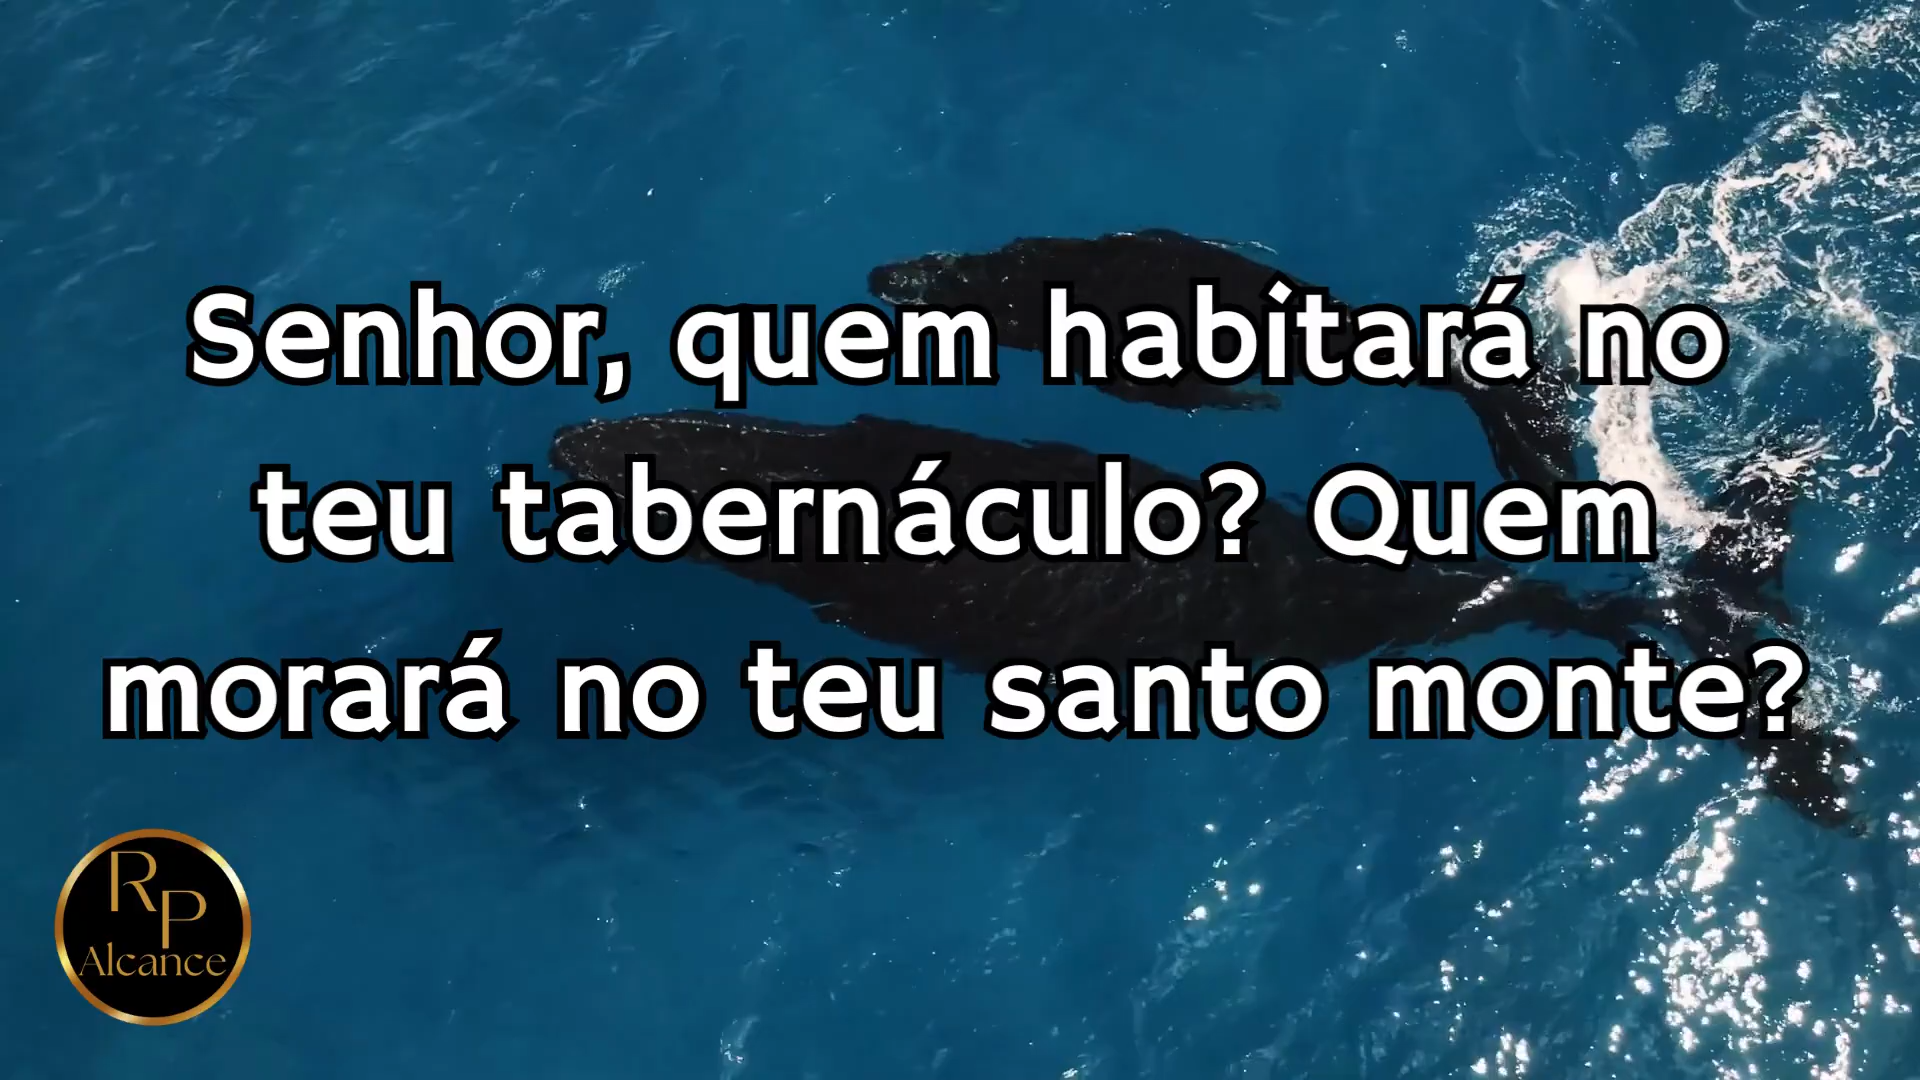 Senhor, quem habitará no
teu tabernáculo? Quem
morará no teu santo monte?
RP
Alcance